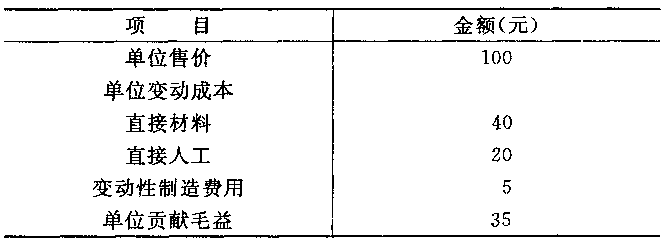 项 目 金额(元)
单位售价 100
单位变动成本
直接材料 40
直接人工 20
变动性制造费用 5
单位贡献毛益 35